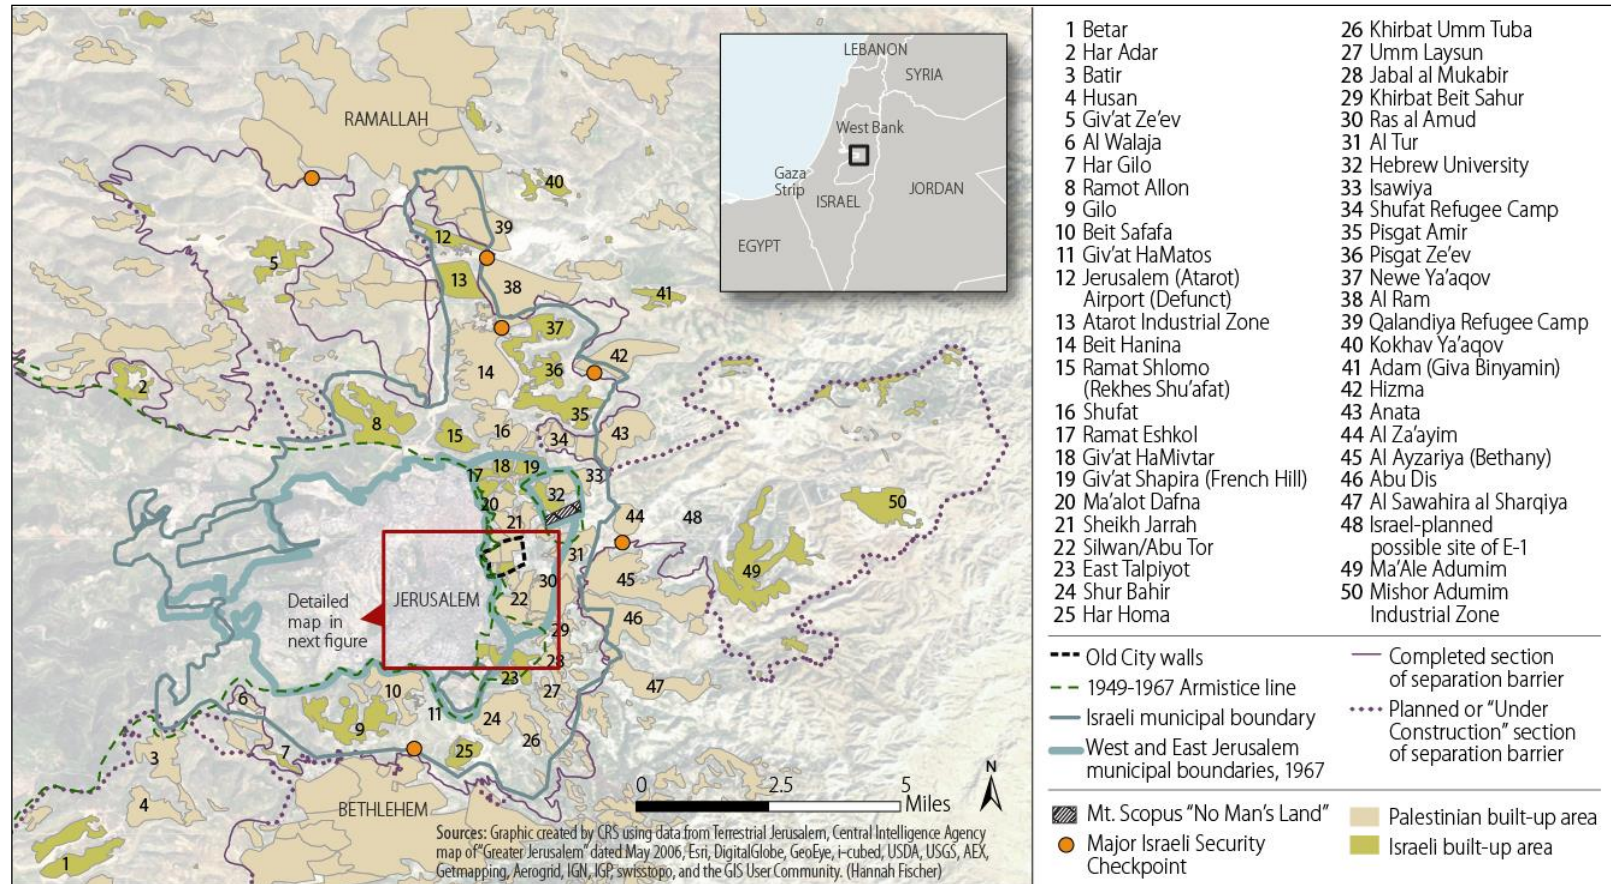 RAMALLAH
40
39
12
5
13
38
41
37
42
14
36
2
35
8
15
16
34
43
17
18
19
33
32
20
21
44
48
50
31
49
45
30
22
46
29
28
23
27
47
10
6
11
24
9
26
25
7
3
4
1
Detailed
map in
next figure
JERUSALEM
BETHLEHEM
LEBANON
SYRIA
West Bank
Gaza
Strip
ISRAEL
JORDAN
EGYPT
0 2.5 5
Miles
N
Sources: Graphic created by CRS using data from Terrestrial Jerusalem, Central Intelligence Agency
map of "Greater Jerusalem" dated May 2006, Esri, DigitalGlobe, GeoEye, i-cubed, USDA, USGS, AEX,
Getmapping, Aerogrid, IGN, IGP, swisstopo, and the GIS User Community. (Hannah Fischer)
1 Betar
2 Har Adar
3 Batir
4 Husan
5 Giv'at Ze'ev
6 Al Walaja
7 Har Gilo
8 Ramot Allon
9 Gilo
10 Beit Safafa
11 Giv'at HaMatos
12 Jerusalem (Atarot)
Airport (Defunct)
13 Atarot Industrial Zone
14 Beit Hanina
15 Ramat Shlomo
(Rekhes Shu'afat)
16 Shufat
17 Ramat Eshkol
18 Giv'at HaMivtar
19 Giv'at Shapira (French Hill)
20 Ma'alot Dafna
21 Sheikh Jarrah
22 Silwan/Abu Tor
23 East Talpiyot
24 Shur Bahir
25 Har Homa
26 Khirbat Umm Tuba
27 Umm Laysun
28 Jabal al Mukabir
29 Khirbat Beit Sahur
30 Ras al Amud
31 Al Tur
32 Hebrew University
33 Isawiya
34 Shufat Refugee Camp
35 Pisgat Amir
36 Pisgat Ze'ev
37 Newe Ya'aqov
38 Al Ram
39 Qalandiya Refugee Camp
40 Kokhav Ya'aqov
41 Adam (Giva Binyamin)
42 Hizma
43 Anata
44 Al Za'ayim
45 Al Ayzariya (Bethany)
46 Abu Dis
47 Al Sawahira al Sharqiya
48 Israel-planned
possible site of E-1
49 Ma'Ale Adumim
50 Mishor Adumim
Industrial Zone
Old City walls
1949-1967 Armistice line
Israeli municipal boundary
West and East Jerusalem
municipal boundaries, 1967
Completed section
of separation barrier
Planned or "Under
Construction" section
of separation barrier
Mt. Scopus "No Man's Land"
Major Israeli Security
Checkpoint
Palestinian built-up area
Israeli built-up area